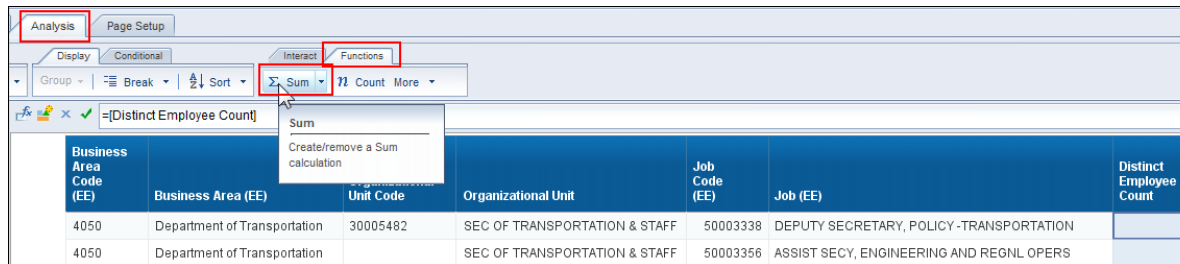 Analysis Page Setup
Display Conditional Interact Functions
Group Break Sort Σ Sum n Count More
=[Distinct Employee Count]
Sum
Create/remove a Sum
calculation
Business
Area
Code
(EE)
Business Area (EE)
Unit Code
Organizational Unit
Job
Code
(EE)
Job (EE)
Distinct
Employee
Count
4050 Department of Transportation 30005482 SEC OF TRANSPORTATION & STAFF 50003338 DEPUTY SECRETARY, POLICY -TRANSPORTATION
4050 Department of Transportation SEC OF TRANSPORTATION & STAFF 50003356 ASSIST SECY, ENGINEERING AND REGNL OPERS